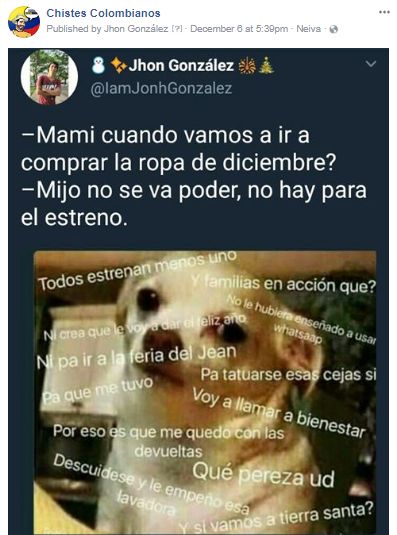 Chistes Colombianos
Published by Jhon González [?] · December 6 at 5:39pm · Neiva ·
Jhon González
@IamJonhGonzalez
–Mami cuando vamos a ir a
comprar la ropa de diciembre?
–Mijo no se va poder, no hay para
el estreno.
Todos estrenan menos uno
Y familias en acción que?
No le hubiera enseñado a usar
whatsaap
Ni crea que le voy a dar el feliz año
Ni pa ir a la feria del Jean
Pa tatuarse esas cejas si
Pa que me tuvo
Voy a llamar a bienestar
Por eso es que me quedo con las
devueltas
Qué pereza ud
Descuidese y le empeño esa
lavadora
Y si vamos a tierra santa?